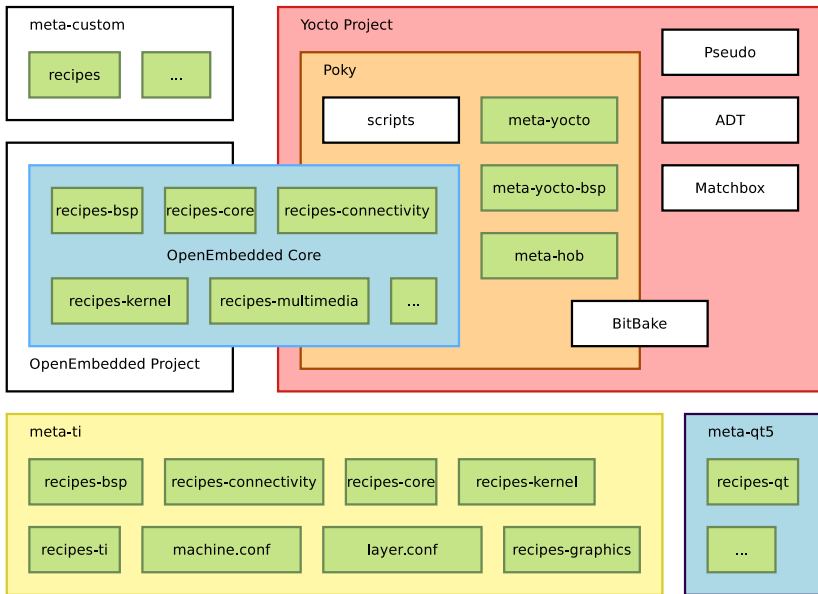 meta-custom
recipes
...
Yocto Project
Poky
scripts
meta-yocto
meta-yocto-bsp
meta-hob
Pseudo
ADT
Matchbox
BitBake
recipes-bsp
recipes-core
recipes-connectivity
OpenEmbedded Core
recipes-kernel
recipes-multimedia
...
OpenEmbedded Project
meta-ti
recipes-bsp
recipes-connectivity
recipes-core
recipes-kernel
recipes-ti
machine.conf
layer.conf
recipes-graphics
meta-qt5
recipes-qt
...